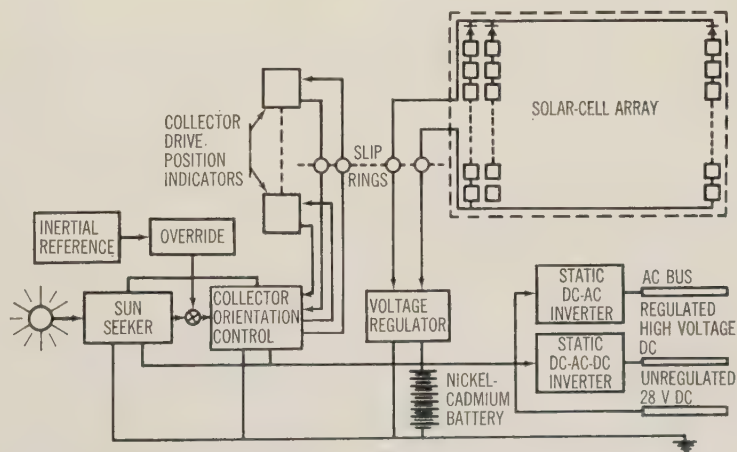 SOLAR-CELL ARRAY
COLLECTOR
DRIVE
POSITION
INDICATORS
SLIP
RINGS
INERTIAL
REFERENCE
OVERRIDE
SUN
SEEKER
COLLECTOR
ORIENTATION
CONTROL
VOLTAGE
REGULATOR
NICKEL-
CADMIUM
BATTERY
STATIC
DC-AC
INVERTER
STATIC
DC-AC-DC
INVERTER
AC BUS
REGULATED
HIGH VOLTAGE
DC
UNREGULATED
28 V DC